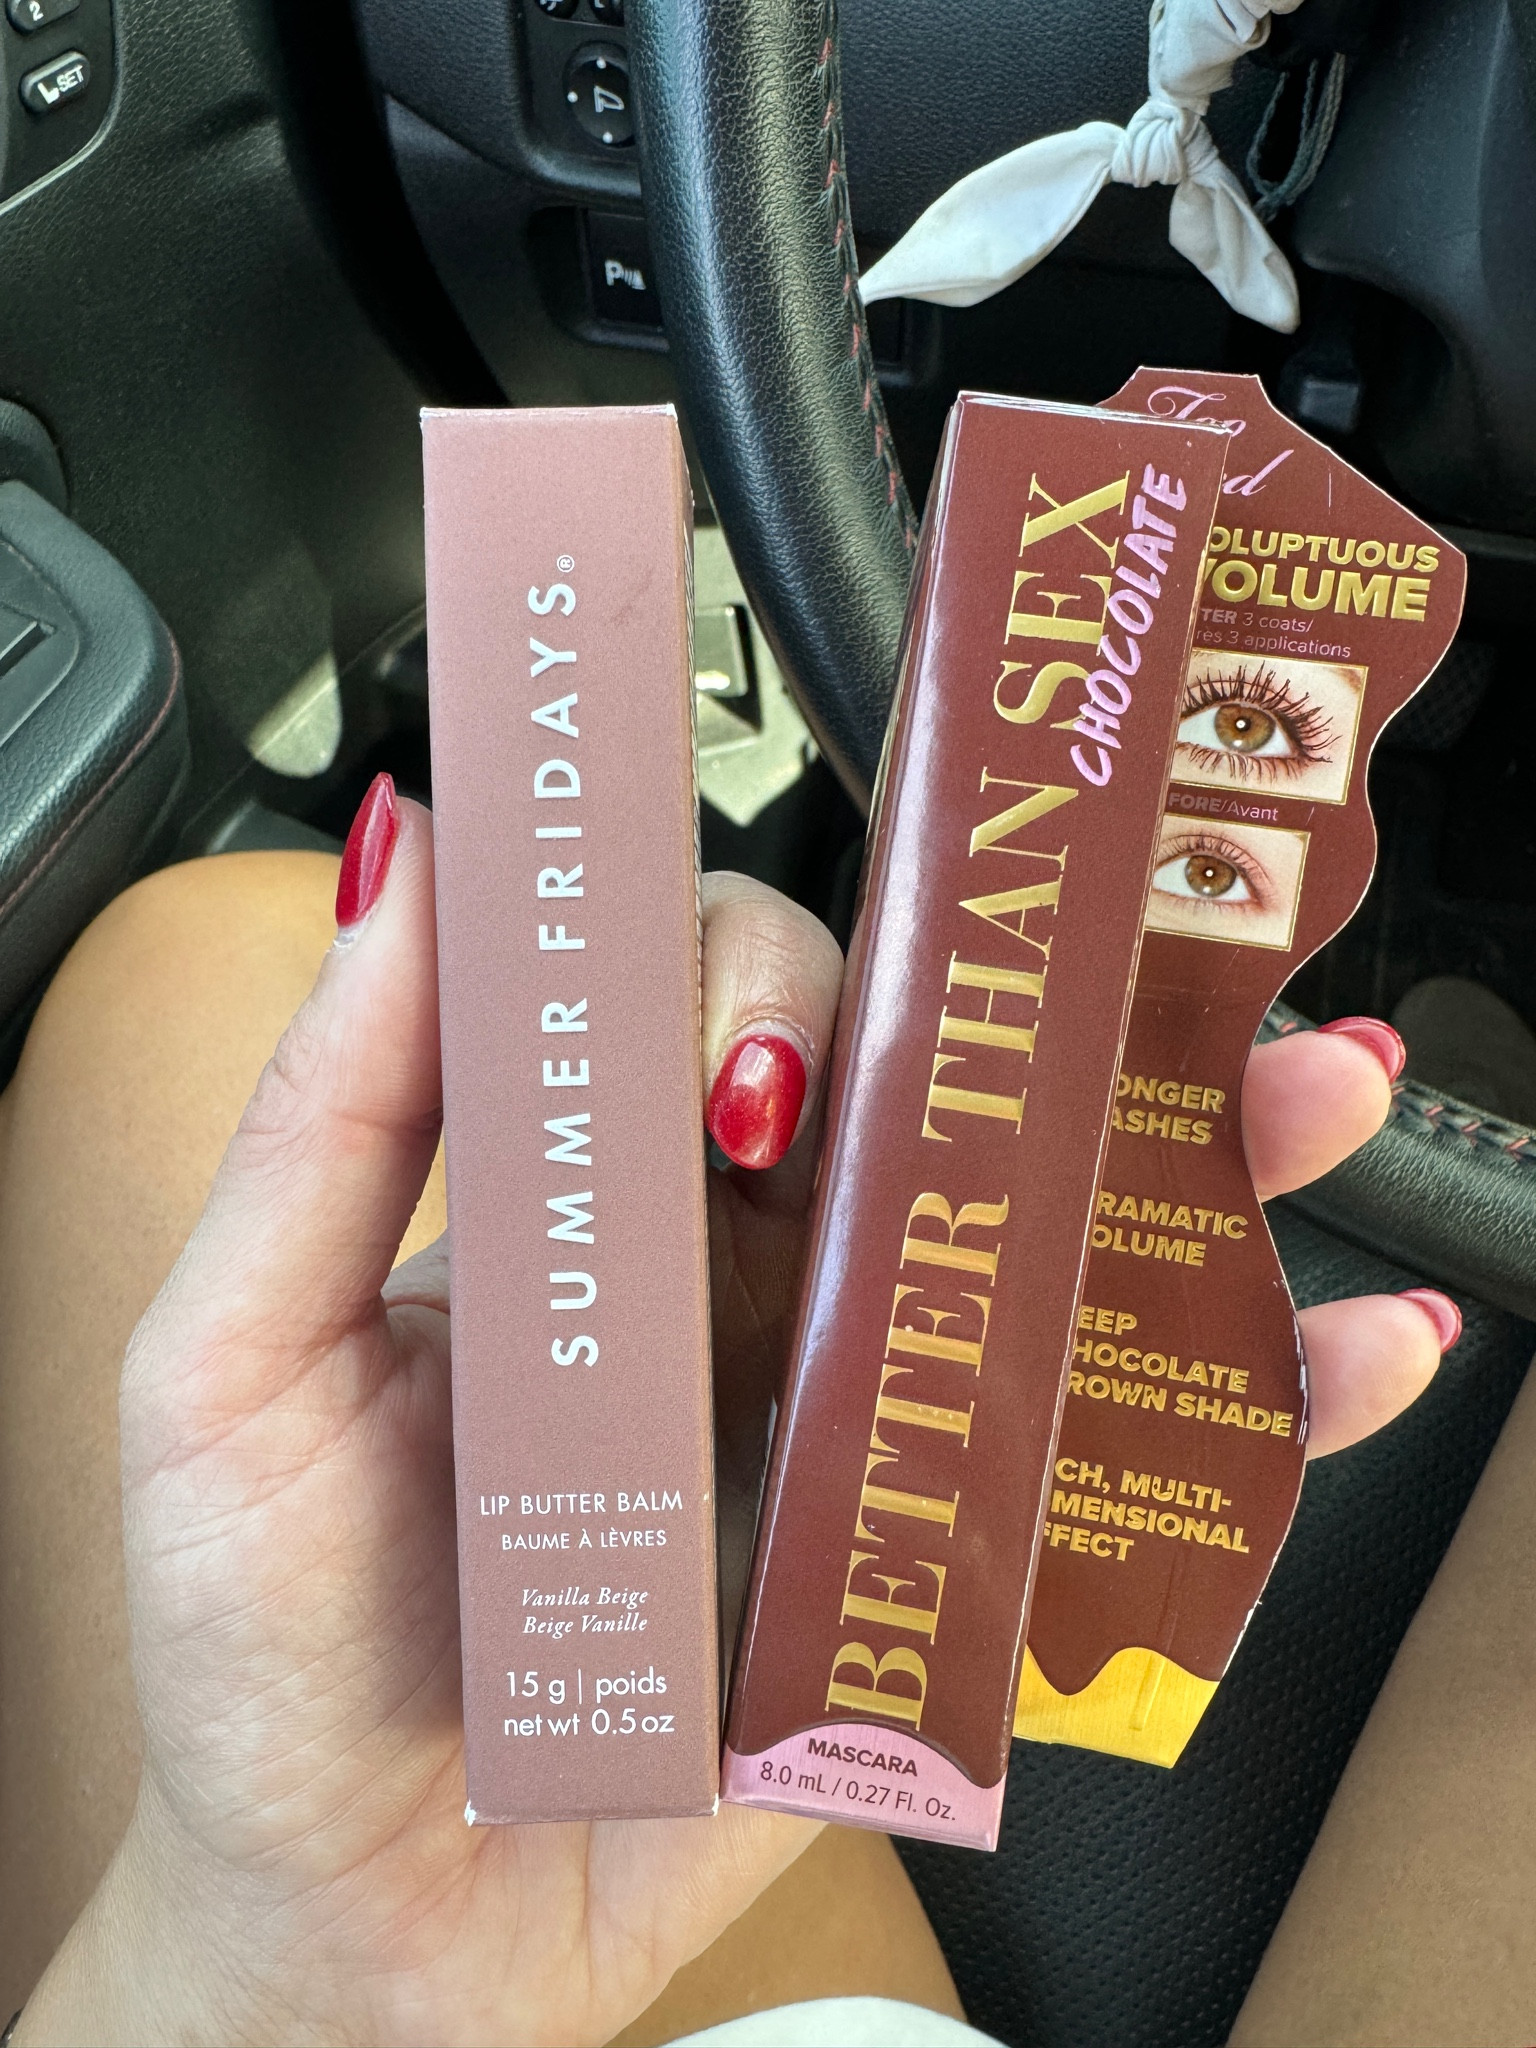 2
SET
P
SUMMER FRIDAYS®
LIP BUTTER BALM
BAUME À LÈVRES
Vanilla Beige
Beige Vanille
15 g | poids
net wt 0.5 oz
BETTER THAN SEX
CHOCOLATE
MASCARA
8.0 mL / 0.27 Fl. Oz.
Too
d
OLUPTUOUS
VOLUME
TER 3 coats/
res 3 applications
FORE/Avant
ONGER
ASHES
RAMATIC
OLUME
EEP
HOCOLATE
ROWN SHADE
CH, MULTI-
MENSIONAL
FFECT